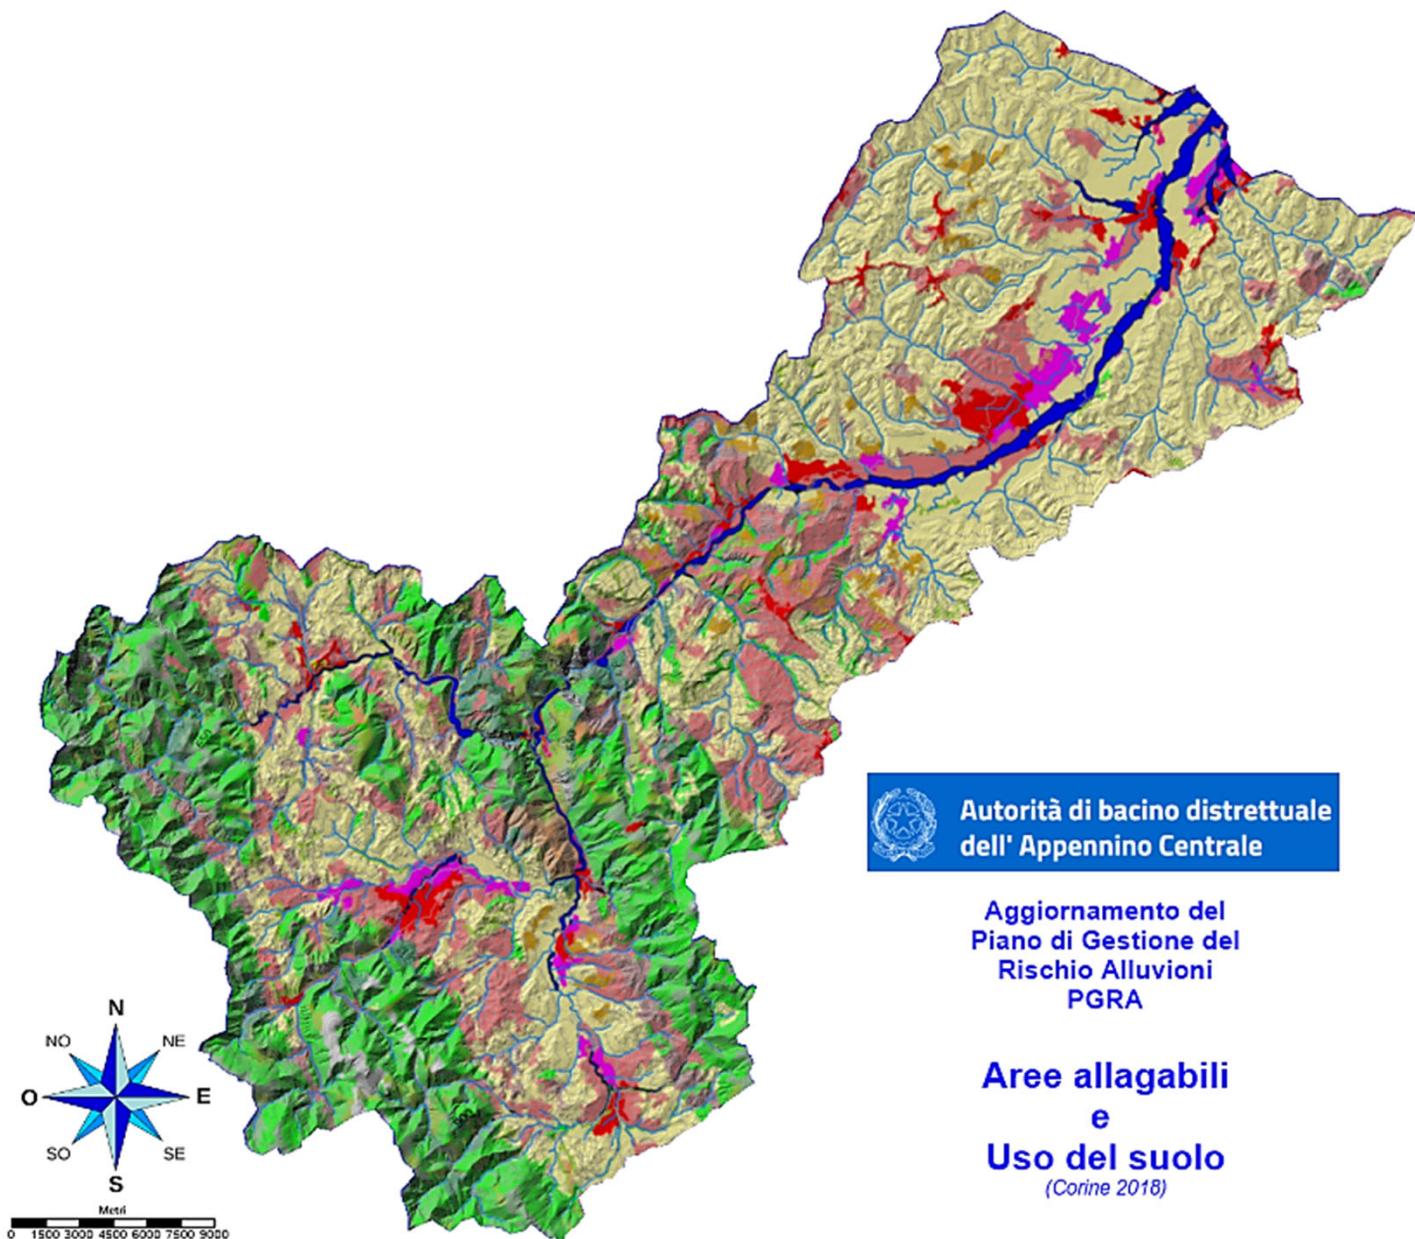 Autorità di bacino distrettuale
dell' Appennino Centrale
Aggiornamento del
Piano di Gestione del
Rischio Alluvioni
PGRA
Aree allagabili
e
Uso del suolo
(Corine 2018)
N
NO
NE
O
E
SO
SE
S
Metri
0 1500 3000 4500 6000 7500 9000